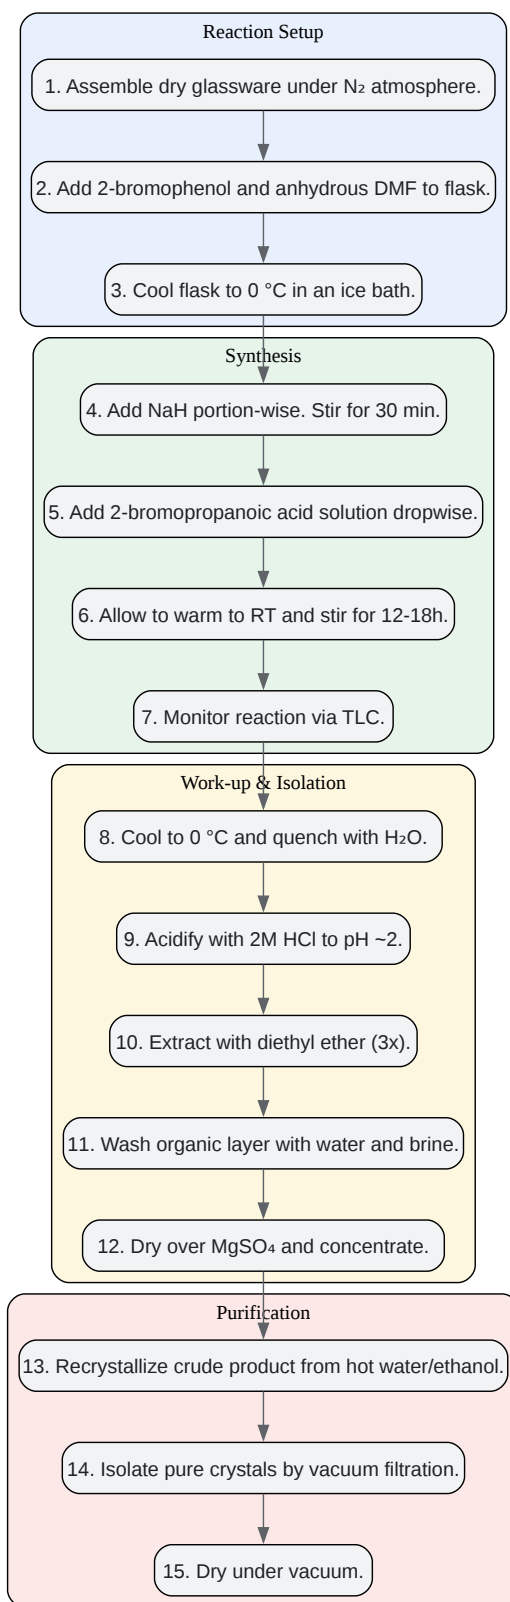 Reaction Setup
1. Assemble dry glassware under N₂ atmosphere.
2. Add 2-bromophenol and anhydrous DMF to flask.
3. Cool flask to 0 °C in an ice bath.
Synthesis
4. Add NaH portion-wise. Stir for 30 min.
5. Add 2-bromopropanoic acid solution dropwise.
6. Allow to warm to RT and stir for 12-18h.
7. Monitor reaction via TLC.
Work-up & Isolation
8. Cool to 0 °C and quench with H₂O.
9. Acidify with 2M HCl to pH ~2.
10. Extract with diethyl ether (3x).
11. Wash organic layer with water and brine.
12. Dry over MgSO₄ and concentrate.
Purification
13. Recrystallize crude product from hot water/ethanol.
14. Isolate pure crystals by vacuum filtration.
15. Dry under vacuum.